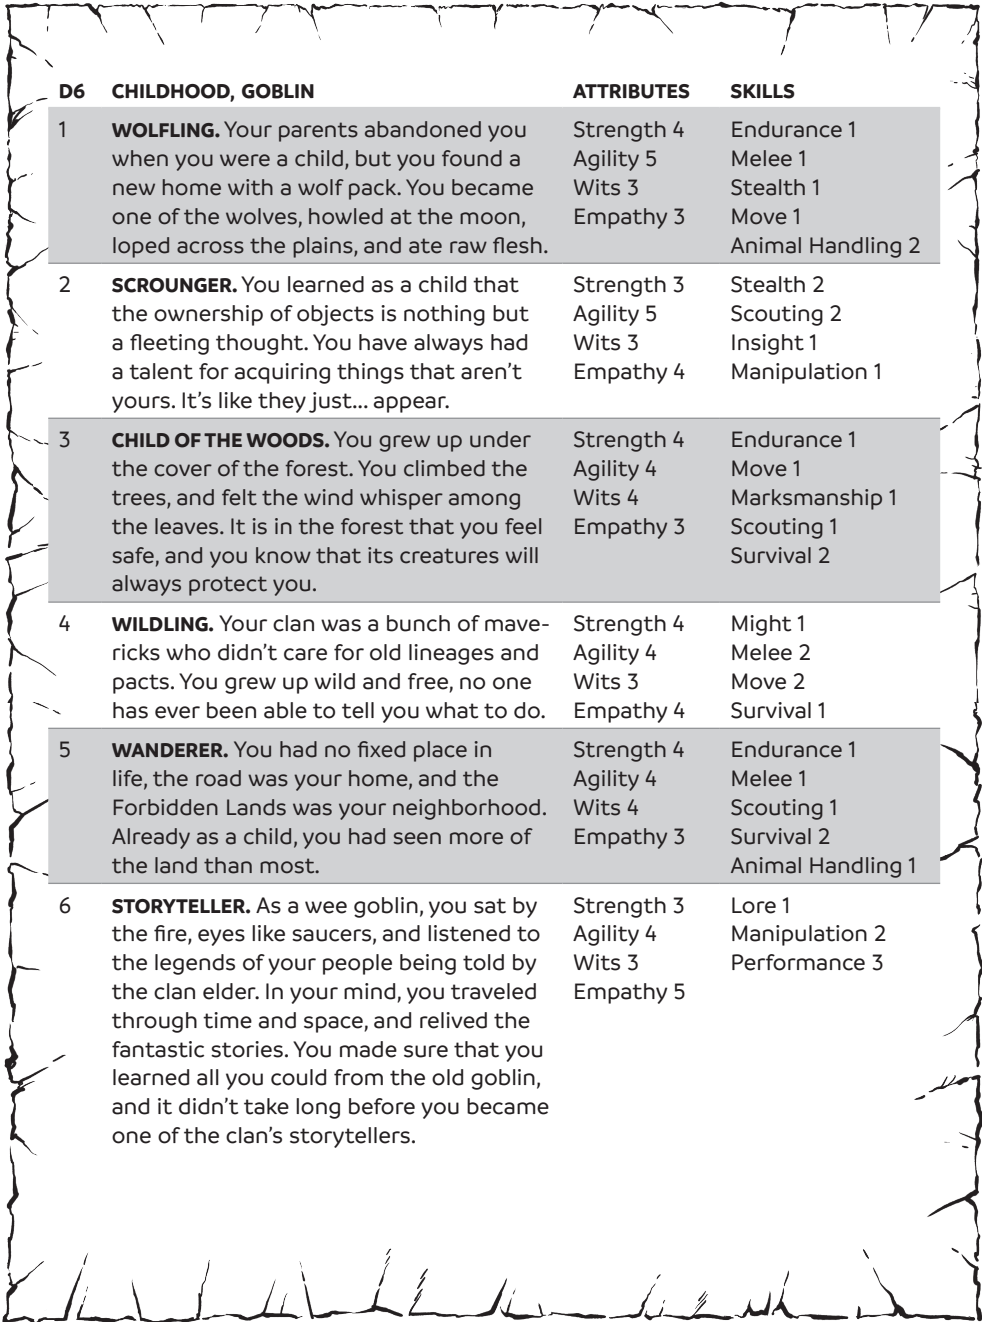 D6 CHILDHOOD, GOBLIN ATTRIBUTES SKILLS
1 WOLFLING. Your parents abandoned you Strength 4 Endurance 1
when you were a child, but you found a Agility 5 Melee 1
new home with a wolf pack. You became Wits 3 Stealth 1
one of the wolves, howled at the moon, Empathy 3 Move 1
loped across the plains, and ate raw flesh. Animal Handling 2
2 SCROUNGER. You learned as a child that Strength 3 Stealth 2
the ownership of objects is nothing but Agility 5 Scouting 2
a fleeting thought. You have always had Wits 3 Insight 1
a talent for acquiring things that aren't Empathy 4 Manipulation 1
yours. It's like they just... appear.
3 CHILD OF THE WOODS. You grew up under Strength 4 Endurance 1
the cover of the forest. You climbed the Agility 4 Move 1
trees, and felt the wind whisper among Wits 4 Marksmanship 1
the leaves. It is in the forest that you feel Empathy 3 Scouting 1
safe, and you know that its creatures will Survival 2
always protect you.
4 WILDLING. Your clan was a bunch of mave- Strength 4 Might 1
ricks who didn't care for old lineages and Agility 4 Melee 2
pacts. You grew up wild and free, no one Wits 3 Move 2
has ever been able to tell you what to do. Empathy 4 Survival 1
5 WANDERER. You had no fixed place in Strength 4 Endurance 1
life, the road was your home, and the Agility 4 Melee 1
Forbidden Lands was your neighborhood. Wits 4 Scouting 1
Already as a child, you had seen more of Empathy 3 Survival 2
the land than most. Animal Handling 1
6 STORYTELLER. As a wee goblin, you sat by Strength 3 Lore 1
the fire, eyes like saucers, and listened to Agility 4 Manipulation 2
the legends of your people being told by Wits 3 Performance 3
the clan elder. In your mind, you traveled Empathy 5
through time and space, and relived the
fantastic stories. You made sure that you
learned all you could from the old goblin,
and it didn't take long before you became
one of the clan's storytellers.